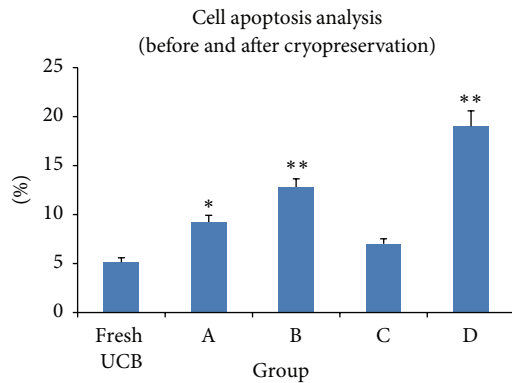 Cell apoptosis analysis
(before and after cryopreservation)
25
20
15
10
5
0
(%)
*
**
**
Fresh
UCB
A
B
C
D
Group